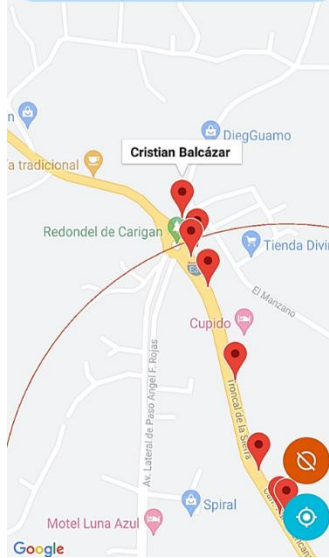 DiegGuamo
Cristian Balcázar
a tradicional
Redondel de Carigan
Tienda Divin
El Manzano
Cupido
Av. Lateral de Paso Angel F. Rojas
Troncal de la Sierra
Spiral
Motel Luna Azul
Google